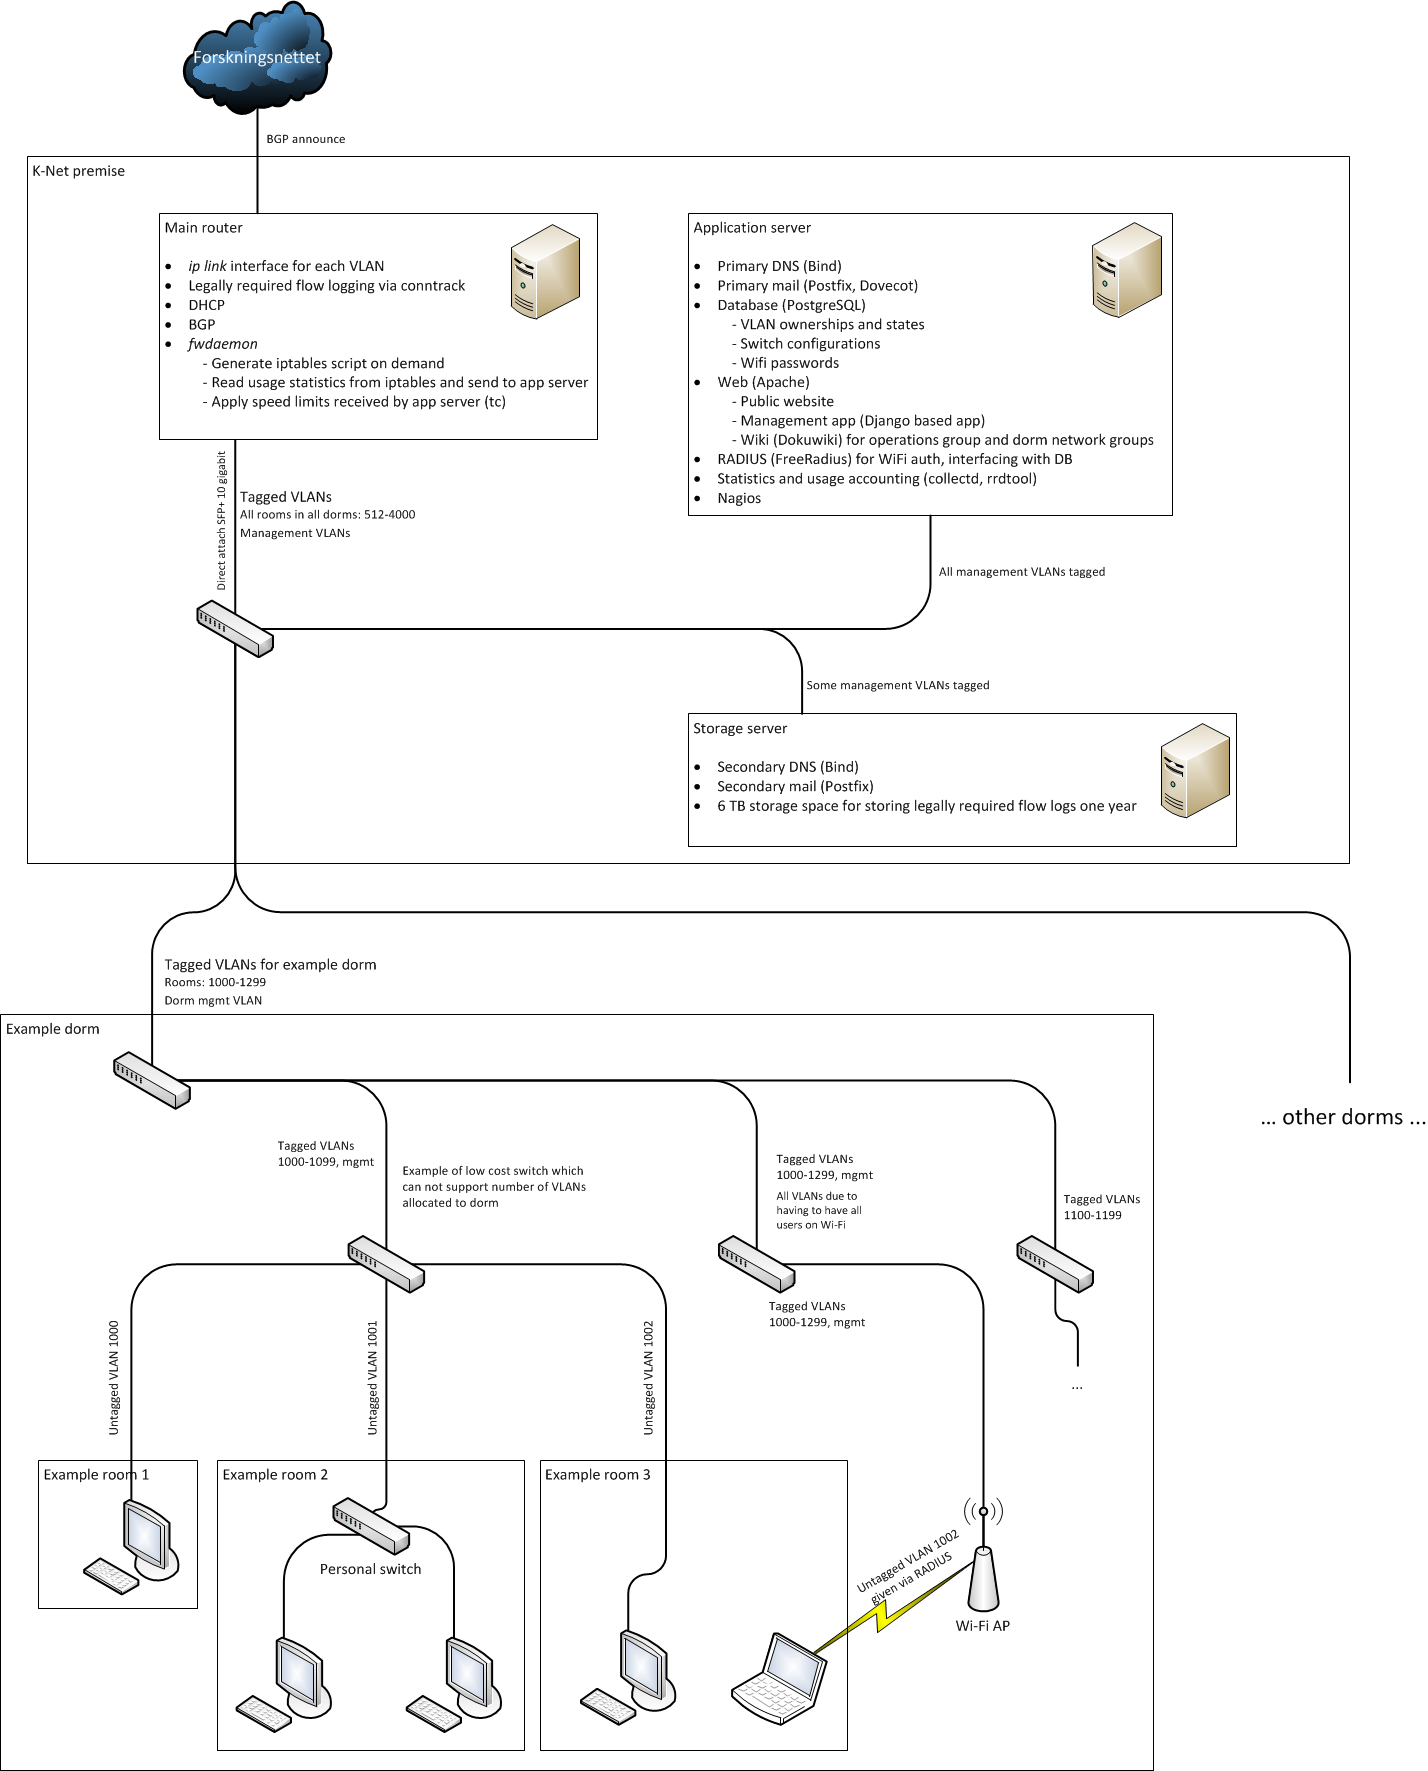 Forskningsnettet
BGP announce
K-Net premise
Main router
• ip link interface for each VLAN
• Legally required flow logging via conntrack
• DHCP
• BGP
• fwdaemon
- Generate iptables script on demand
- Read usage statistics from iptables and send to app server
- Apply speed limits received by app server (tc)
Application server
• Primary DNS (Bind)
• Primary mail (Postfix, Dovecot)
• Database (PostgreSQL)
- VLAN ownerships and states
- Switch configurations
- Wifi passwords
• Web (Apache)
- Public website
- Management app (Django based app)
- Wiki (Dokuwiki) for operations group and dorm network groups
• RADIUS (FreeRadius) for WiFi auth, interfacing with DB
• Statistics and usage accounting (collectd, rrdtool)
• Nagios
Direct attach SFP+ 10 gigabit
Tagged VLANs
All rooms in all dorms: 512-4000
Management VLANs
All management VLANs tagged
Some management VLANs tagged
Storage server
• Secondary DNS (Bind)
• Secondary mail (Postfix)
• 6 TB storage space for storing legally required flow logs one year
Tagged VLANs for example dorm
Rooms: 1000-1299
Dorm mgmt VLAN
Example dorm
... other dorms ...
Tagged VLANs
1000-1099, mgmt
Example of low cost switch which
can not support number of VLANs
allocated to dorm
Tagged VLANs
1000-1299, mgmt
All VLANs due to
having to have all
users on Wi-Fi
Tagged VLANs
1100-1199
Tagged VLANs
1000-1299, mgmt
...
Untagged VLAN 1000
Untagged VLAN 1001
Untagged VLAN 1002
Example room 1
Example room 2
Personal switch
Example room 3
Untagged VLAN 1002
given via RADIUS
Wi-Fi AP